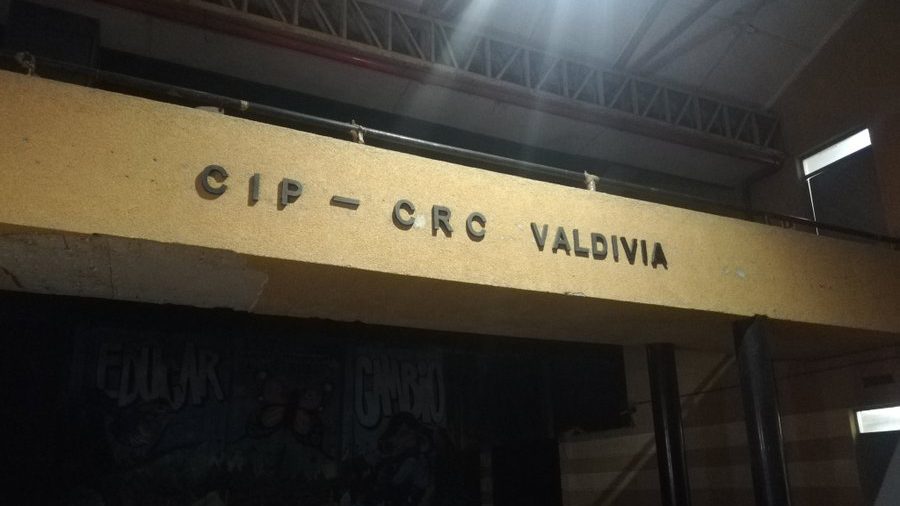 CIP – CRC VALDIVIA
EDUCAR
CAMBIO